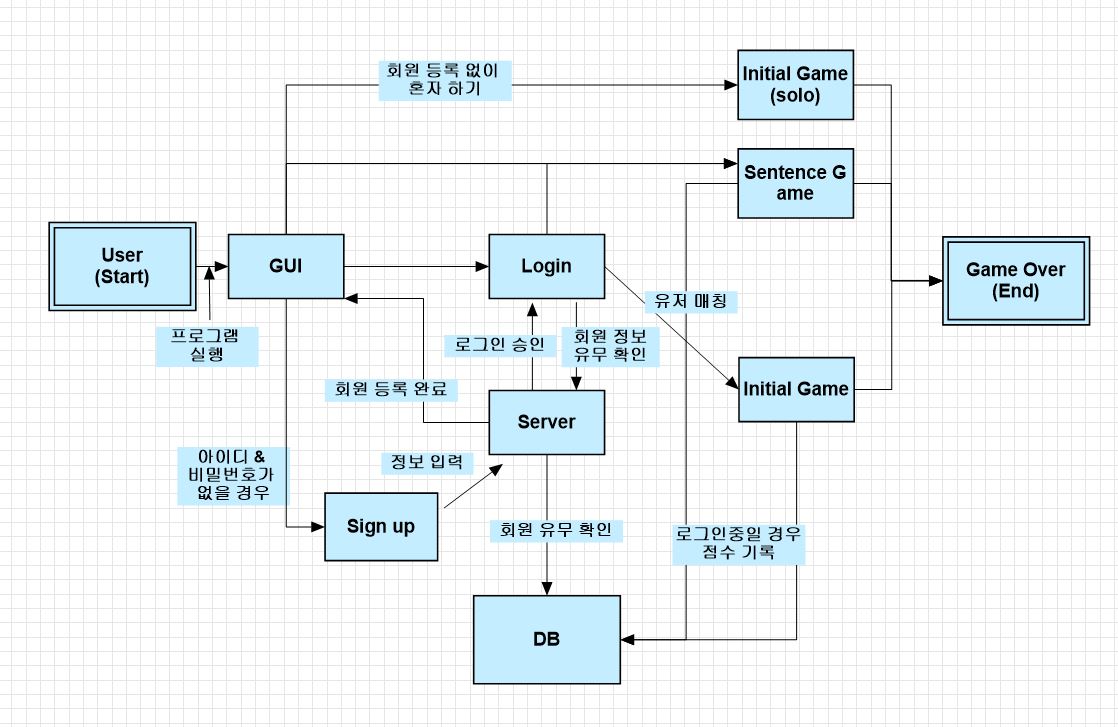 회원 등록 없이
혼자 하기
Initial Game
(solo)
Sentence G
ame
User
(Start)
GUI
Login
Game Over
(End)
유저 매칭
프로그램
실행
로그인 승인
회원 정보
유무 확인
회원 등록 완료
Initial Game
Server
아이디 &
비밀번호가
없을 경우
정보 입력
Sign up
회원 유무 확인
로그인중일 경우
점수 기록
DB